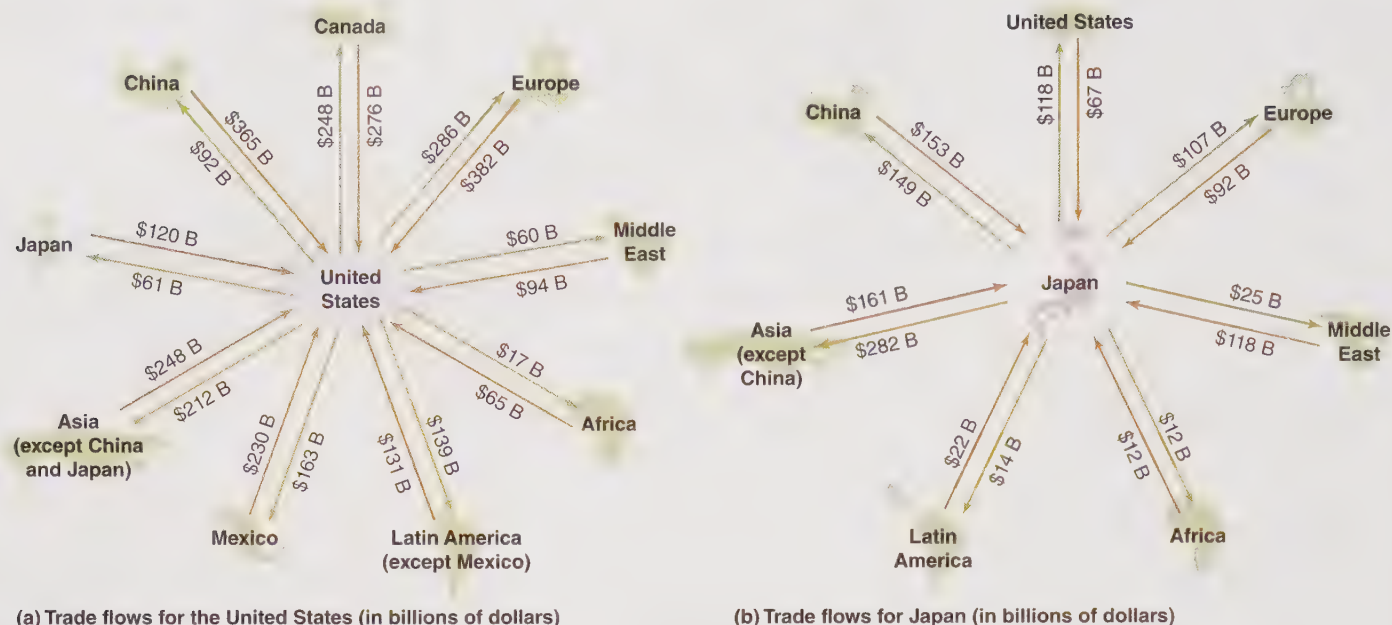 Canada
China
Europe
$248 B
$276 B
$365 B
$92 B
$286 B
$382 B
Japan
$120 B
$61 B
United
States
$60 B
$94 B
Middle
East
$248 B
$212 B
$17 B
$65 B
Asia
(except China
and Japan)
Africa
$230 B
$163 B
$131 B
$139 B
Mexico
Latin America
(except Mexico)
(a) Trade flows for the United States (in billions of dollars)
United States
China
Europe
$118 B
$67 B
$153 B
$149 B
$107 B
$92 B
Japan
$161 B
$282 B
Asia
(except
China)
$25 B
$118 B
Middle
East
$22 B
$14 B
$12 B
$12 B
Latin
America
Africa
(b) Trade flows for Japan (in billions of dollars)